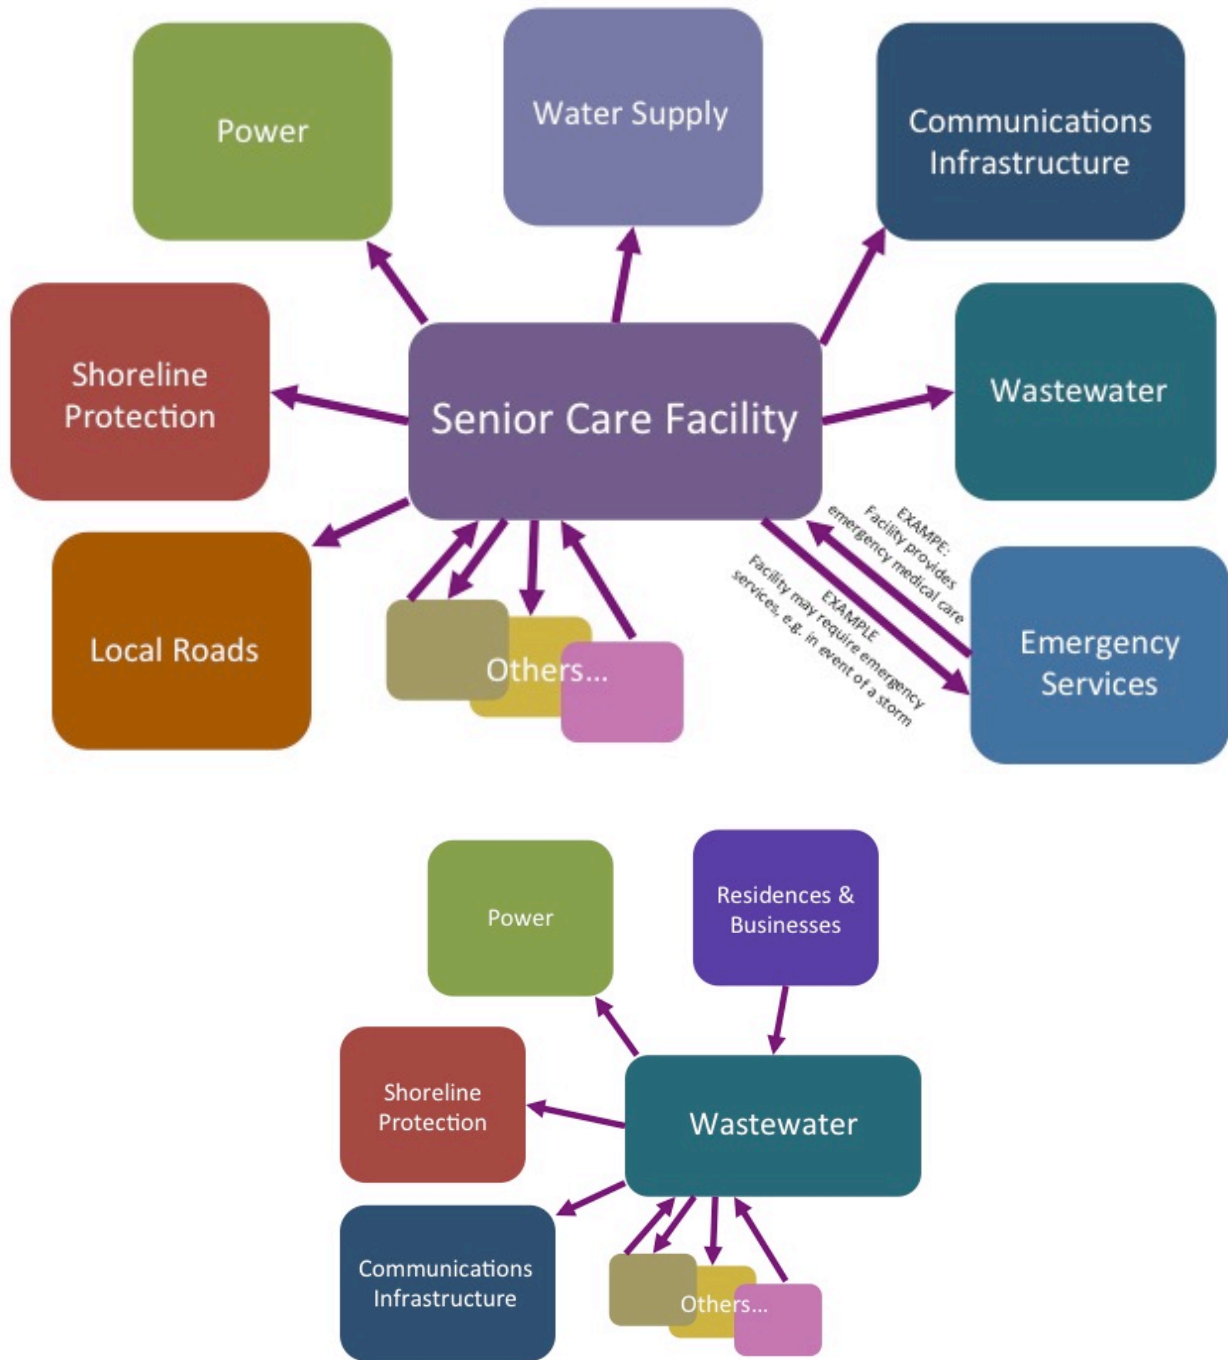 Power
Water Supply
Communications
Infrastructure
Shoreline
Protection
Senior Care Facility
Wastewater
EXAMPE:
Facility provides
emergency medical care
EXAMPLE
Facility may require emergency
services, e.g. in event of a storm
Local Roads
Others...
Emergency
Services
Power
Residences &
Businesses
Shoreline
Protection
Wastewater
Communications
Infrastructure
Others...